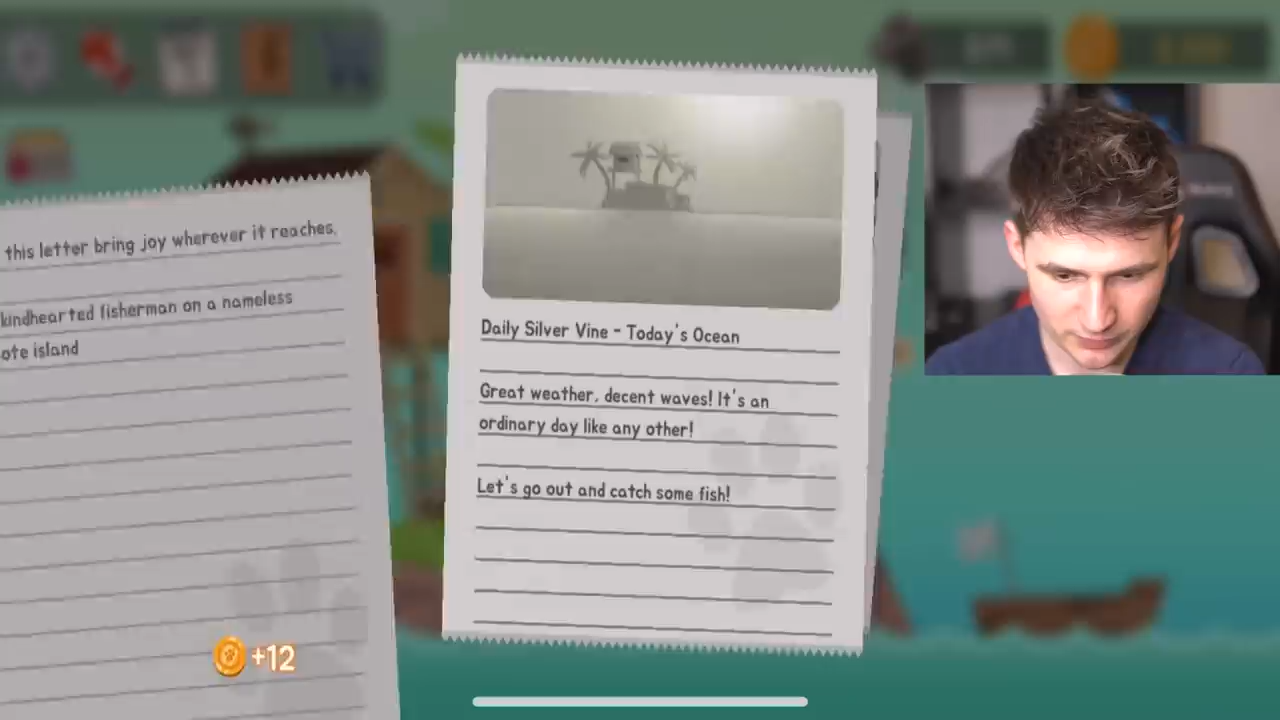 this letter bring joy wherever it reaches.
kindhearted fisherman on a nameless
ote island
+12
Daily Silver Vine - Today's Ocean
Great weather, decent waves! It's an
ordinary day like any other!
Let's go out and catch some fish!